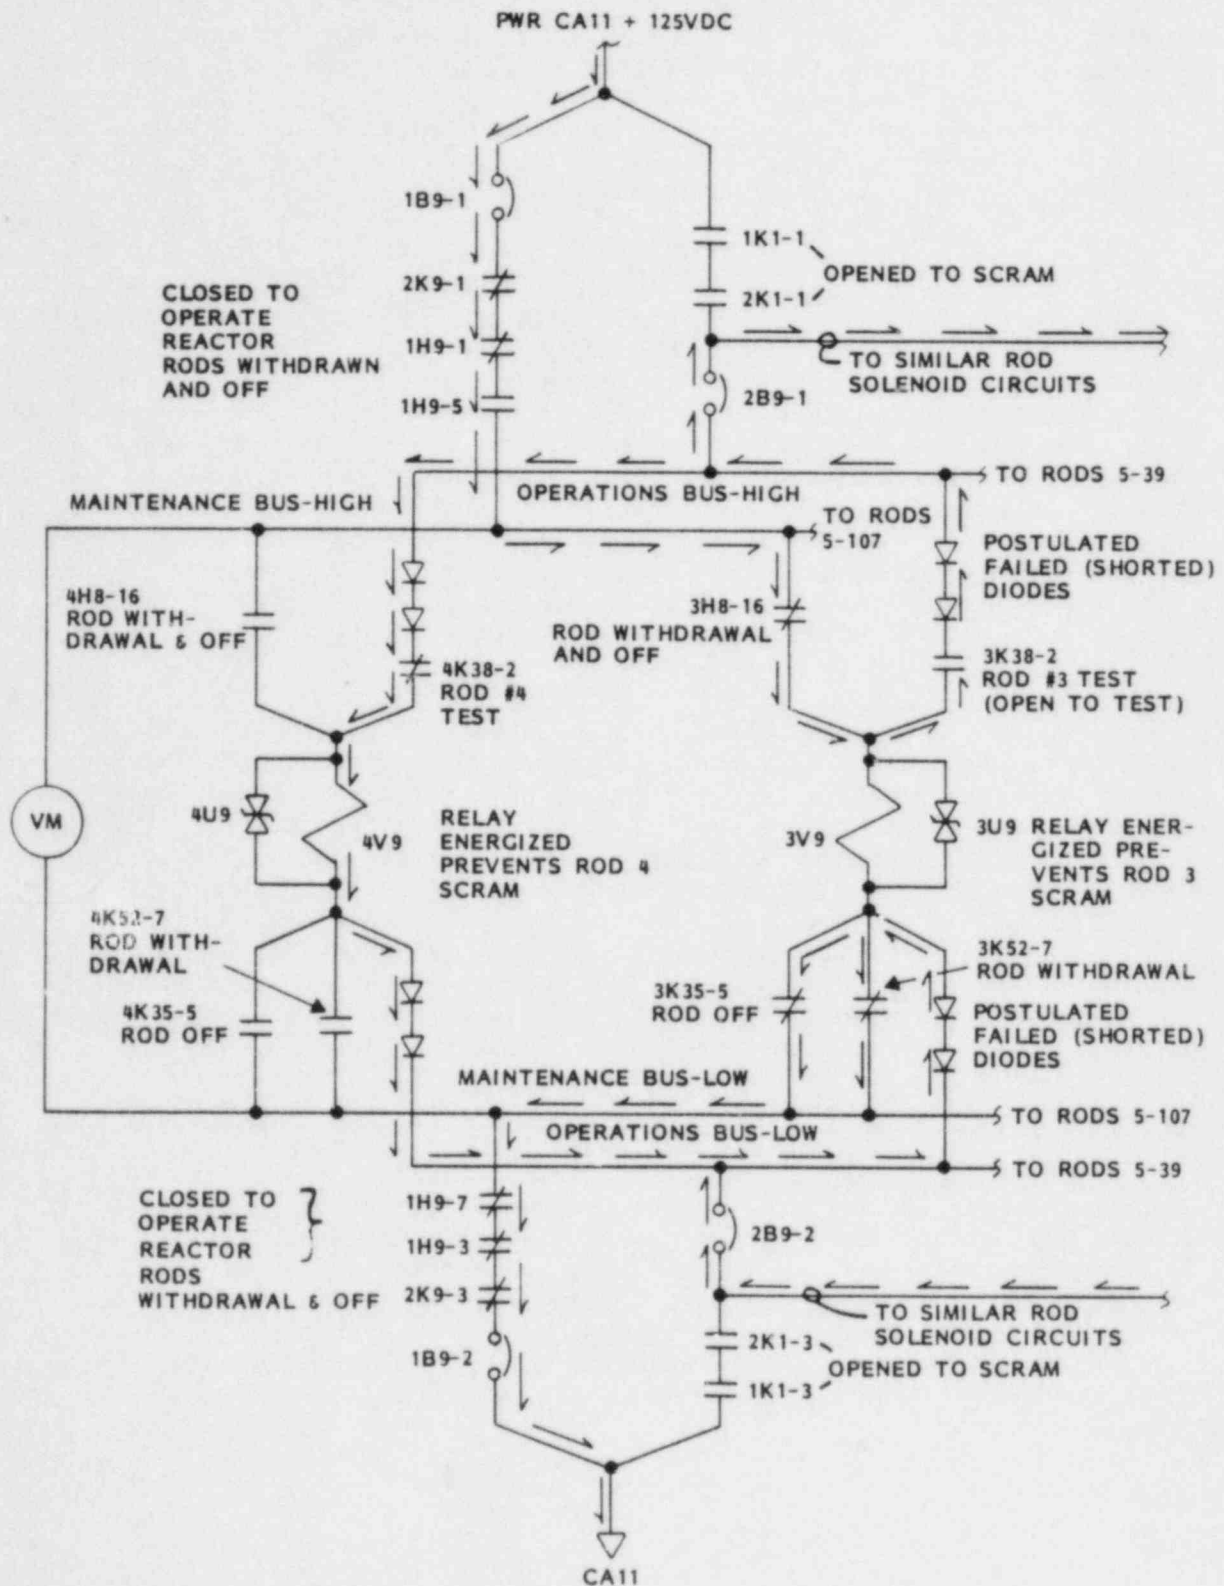 PWR CA11 + 125VDC
1B9-1
1K1-1
OPENED TO SCRAM
2K1-1
2K9-1
CLOSED TO
OPERATE
REACTOR
RODS WITHDRAWN
AND OFF
1H9-1
TO SIMILAR ROD
SOLENOID CIRCUITS
1H9-5
2B9-1
TO RODS 5-39
MAINTENANCE BUS-HIGH
OPERATIONS BUS-HIGH
TO RODS
5-107
POSTULATED
FAILED (SHORTED)
DIODES
4H8-16
ROD WITH-
DRAWAL & OFF
3H8-16
ROD WITHDRAWAL
AND OFF
4K38-2
ROD #4
TEST
3K38-2
ROD #3 TEST
(OPEN TO TEST)
VM
4U9
4V9
RELAY
ENERGIZED
PREVENTS ROD 4
SCRAM
3V9
3U9 RELAY ENER-
GIZED PRE-
VENTS ROD 3
SCRAM
4K52-7
ROD WITH-
DRAWAL
3K52-7
ROD WITHDRAWAL
4K35-5
ROD OFF
3K35-5
ROD OFF
POSTULATED
FAILED (SHORTED)
DIODES
MAINTENANCE BUS-LOW
TO RODS 5-107
OPERATIONS BUS-LOW
TO RODS 5-39
CLOSED TO
OPERATE
REACTOR
RODS
WITHDRAWAL & OFF
1H9-7
1H9-3
2K9-3
2B9-2
TO SIMILAR ROD
SOLENOID CIRCUITS
1B9-2
2K1-3
OPENED TO SCRAM
1K1-3
CA11